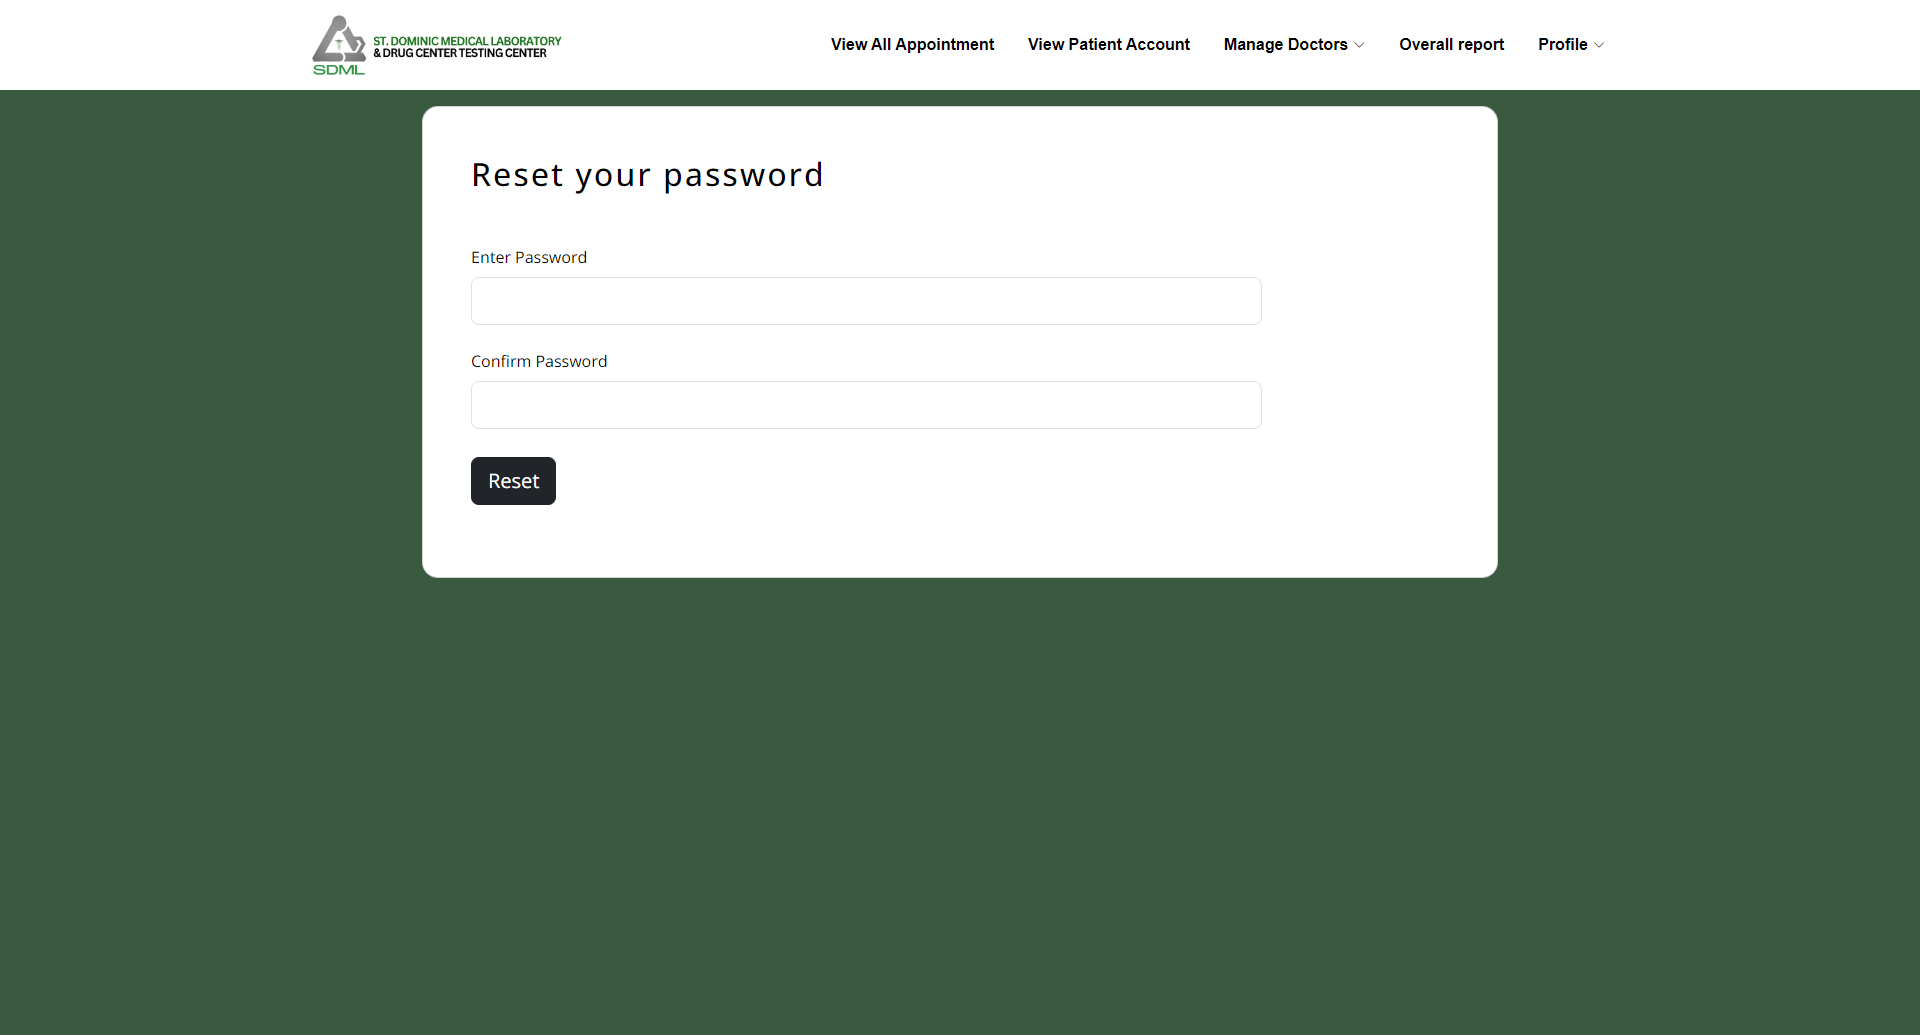 SDML
ST. DOMINIC MEDICAL LABORATORY
& DRUG CENTER TESTING CENTER
View All Appointment
View Patient Account
Manage Doctors
Overall report
Profile
Reset your password
Enter Password
Confirm Password
Reset